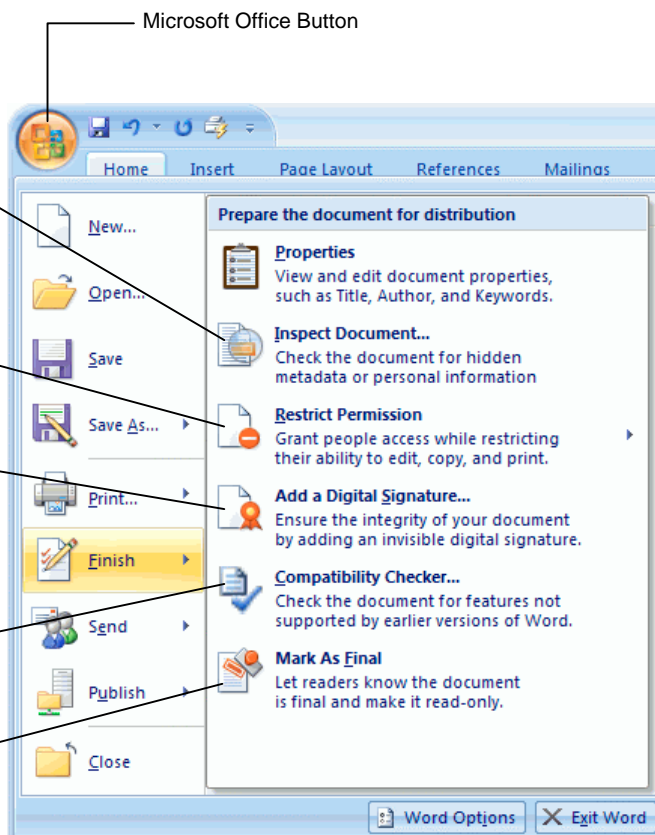 Microsoft Office Button
Home Insert Page Layout References Mailings
New...
Open...
Save
Save As...
Print...
Finish
Send
Publish
Close
Prepare the document for distribution
Properties
View and edit document properties,
such as Title, Author, and Keywords.
Inspect Document...
Check the document for hidden
metadata or personal information
Restrict Permission
Grant people access while restricting
their ability to edit, copy, and print.
Add a Digital Signature...
Ensure the integrity of your document
by adding an invisible digital signature.
Compatibility Checker...
Check the document for features not
supported by earlier versions of Word.
Mark As Final
Let readers know the document
is final and make it read-only.
Word Options Exit Word